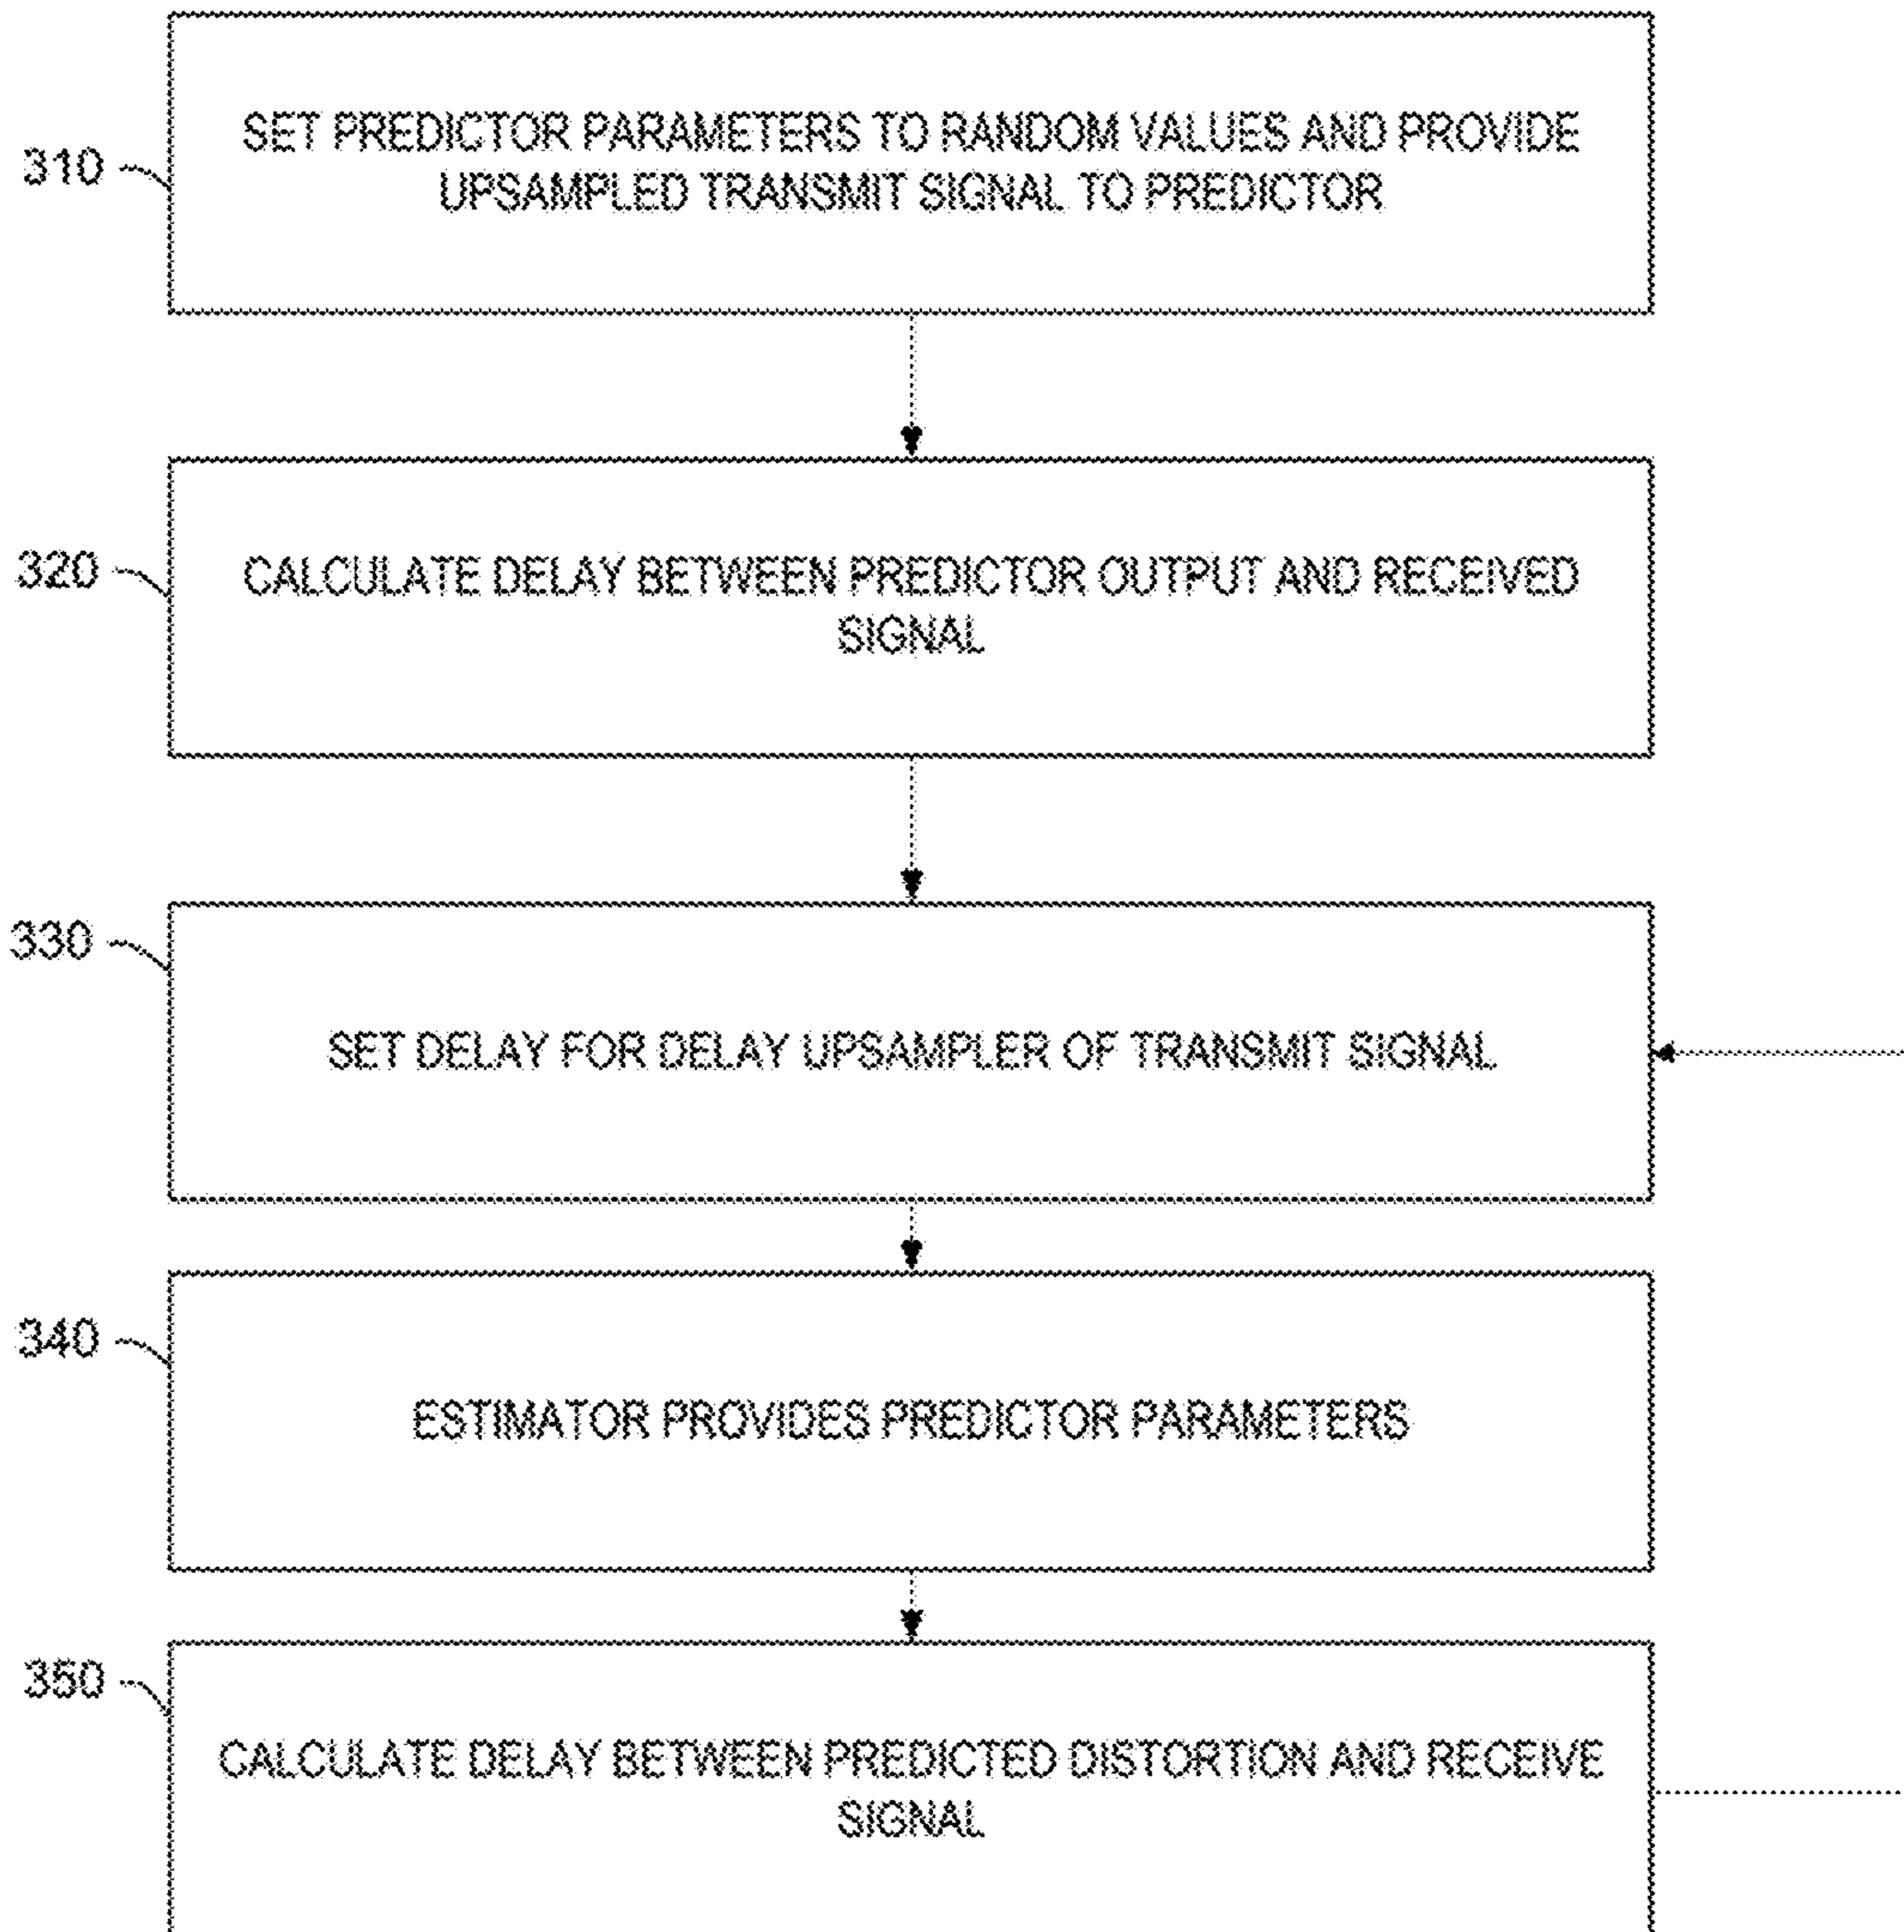 310
SET PREDICTOR PARAMETERS TO RANDOM VALUES AND PROVIDE
UPSAMPLED TRANSMIT SIGNAL TO PREDICTOR
320
CALCULATE DELAY BETWEEN PREDICTOR OUTPUT AND RECEIVED
SIGNAL
330
SET DELAY FOR DELAY UPSAMPLER OF TRANSMIT SIGNAL
340
ESTIMATOR PROVIDES PREDICTOR PARAMETERS
350
CALCULATE DELAY BETWEEN PREDICTED DISTORTION AND RECEIVE
SIGNAL